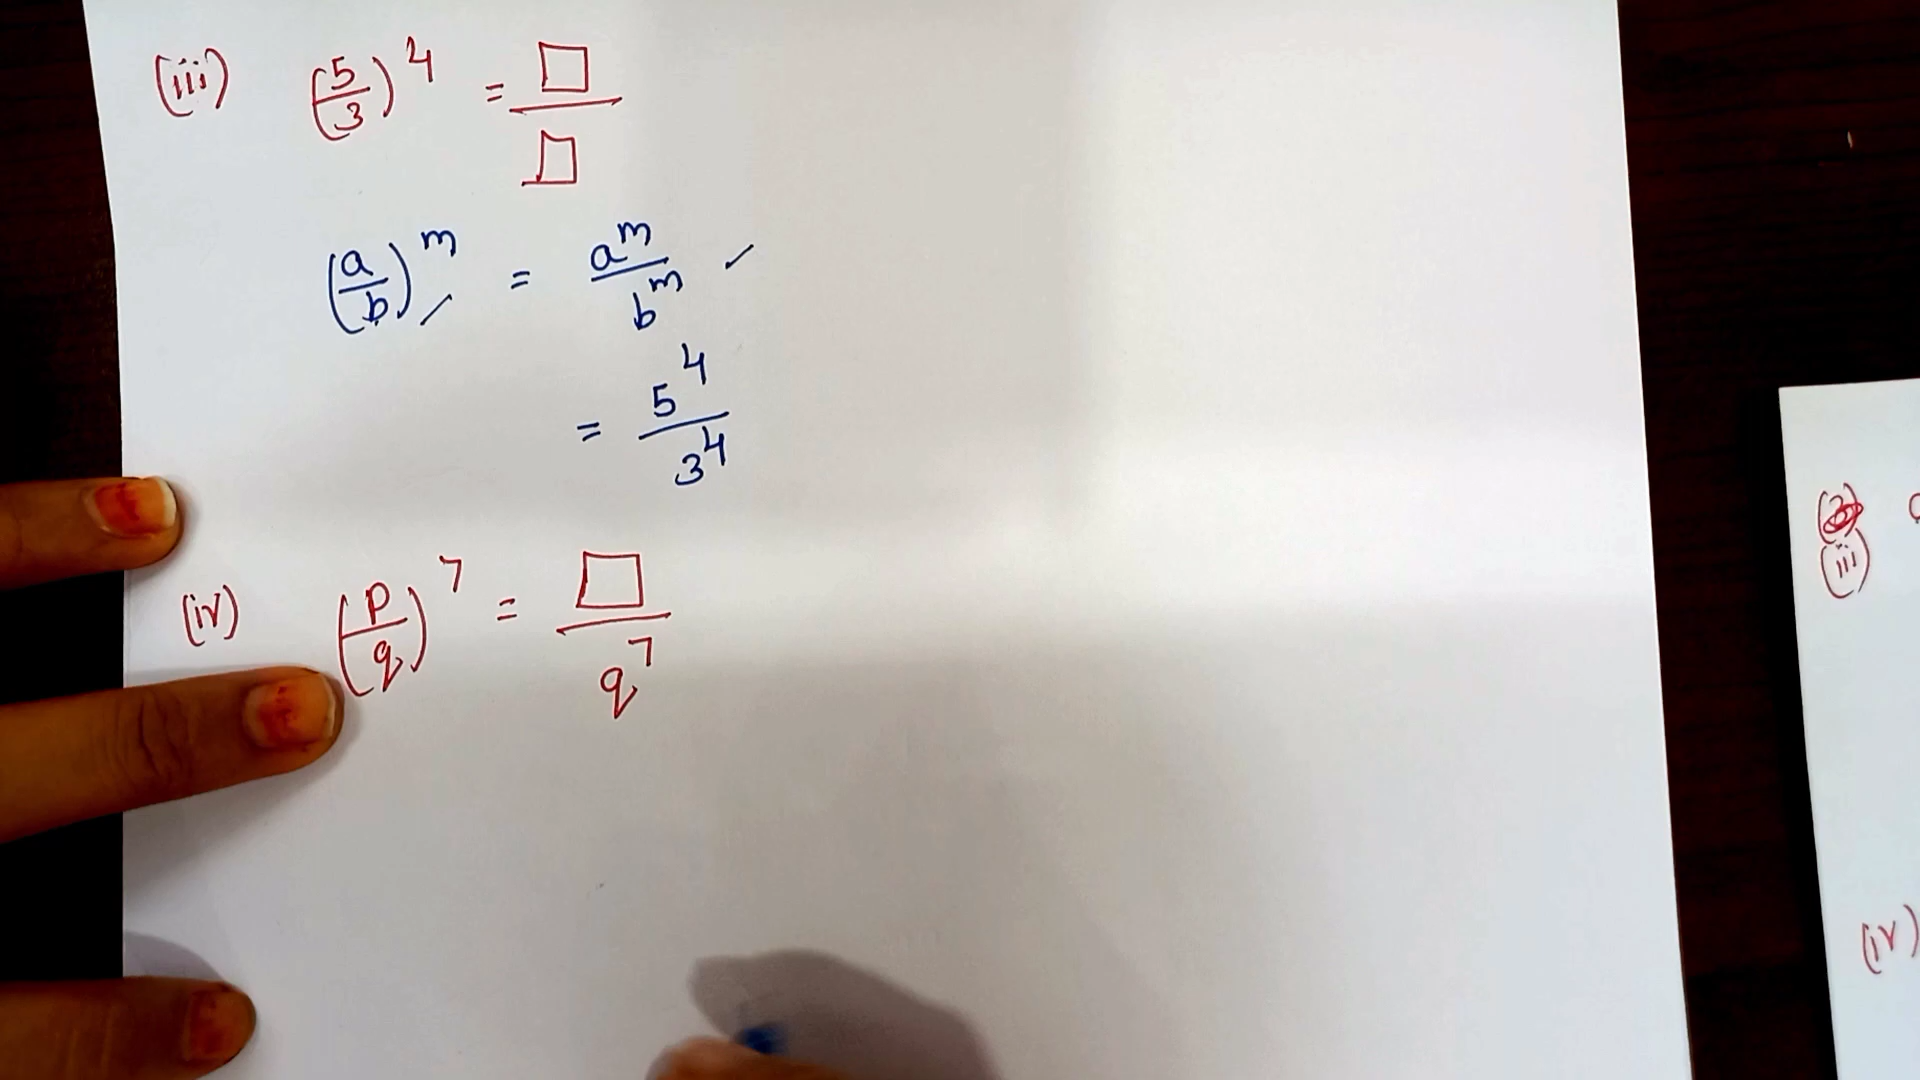 (iii) (5/3)^4 = □/□
(a/b)^m = a^m/b^m
= 5^4/3^4
(iv) (p/q)^7 = □/q^7
(iii)
(iv)